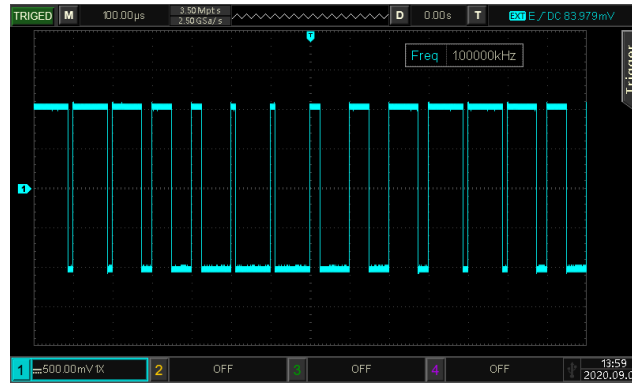 TRIGED M 100.00μs 3.50Mpts D 0.00s T EXT E DC 83.979mV
2.50GSa/s
T
Freq 1.00000kHz
Trigger
1
1 500.00mV 1X 2 OFF 3 OFF 4 OFF 13:59
2020.09.0